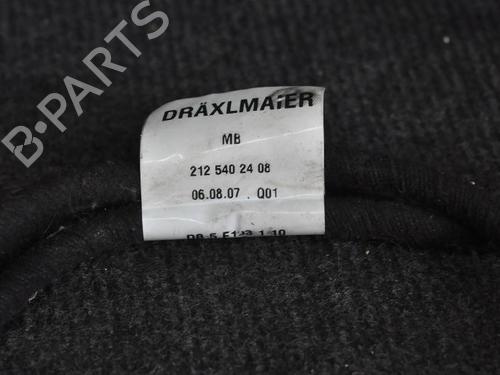 B-PARTS
DRÄXLMAIER
MB
212 540 24 08
06.08.07 . Q01